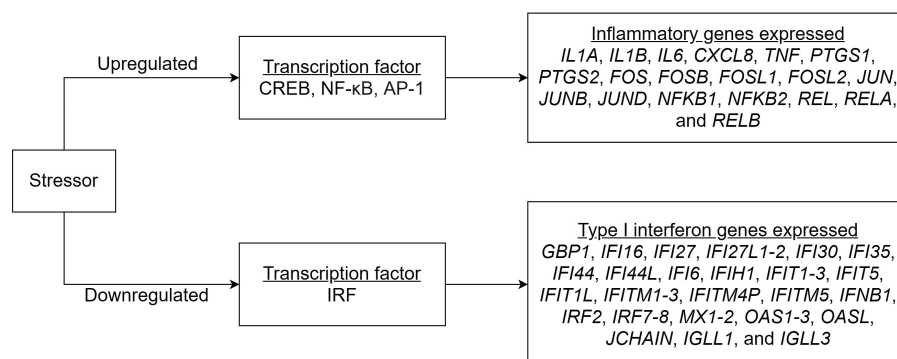 Upregulated
Transcription factor
CREB, NF-κB, AP-1
Inflammatory genes expressed
IL1A, IL1B, IL6, CXCL8, TNF, PTGS1,
PTGS2, FOS, FOSB, FOSL1, FOSL2, JUN,
JUNB, JUND, NFKB1, NFKB2, REL, RELA,
and RELB
Stressor
Downregulated
Transcription factor
IRF
Type I interferon genes expressed
GBP1, IFI16, IFI27, IFI27L1-2, IFI30, IFI35,
IFI44, IFI44L, IFI6, IFIH1, IFIT1-3, IFIT5,
IFIT1L, IFITM1-3, IFITM4P, IFITM5, IFNB1,
IRF2, IRF7-8, MX1-2, OAS1-3, OASL,
JCHAIN, IGLL1, and IGLL3